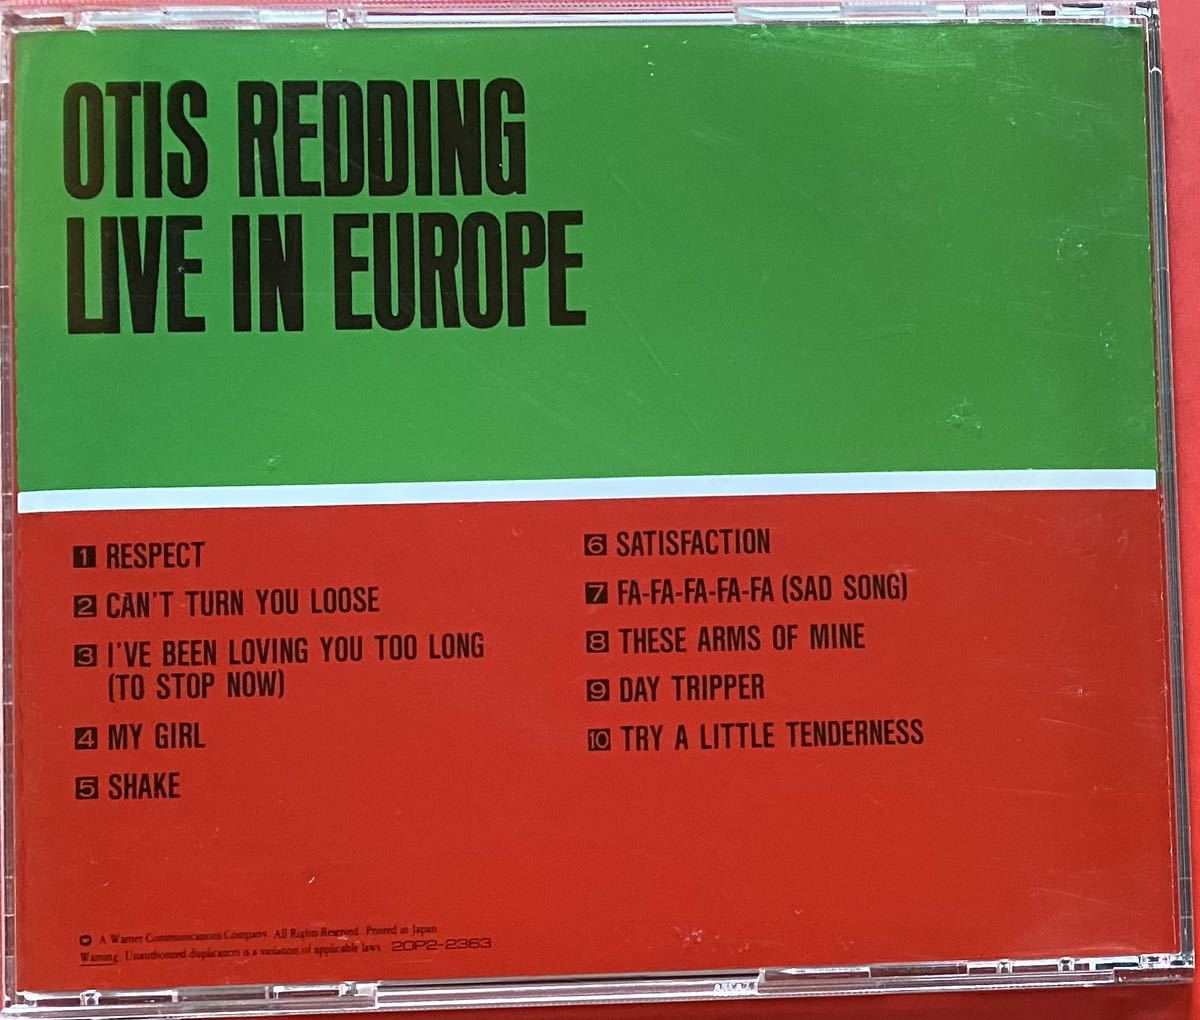 OTIS REDDING
LIVE IN EUROPE
1 RESPECT
2 CAN'T TURN YOU LOOSE
3 I'VE BEEN LOVING YOU TOO LONG
(TO STOP NOW)
4 MY GIRL
5 SHAKE
6 SATISFACTION
7 FA-FA-FA-FA-FA (SAD SONG)
8 THESE ARMS OF MINE
9 DAY TRIPPER
10 TRY A LITTLE TENDERNESS
A Warner Communications Company. All Rights Reserved. Printed in Japan
Warning. Unauthorized duplication is a violation of applicable laws 20P2-2363